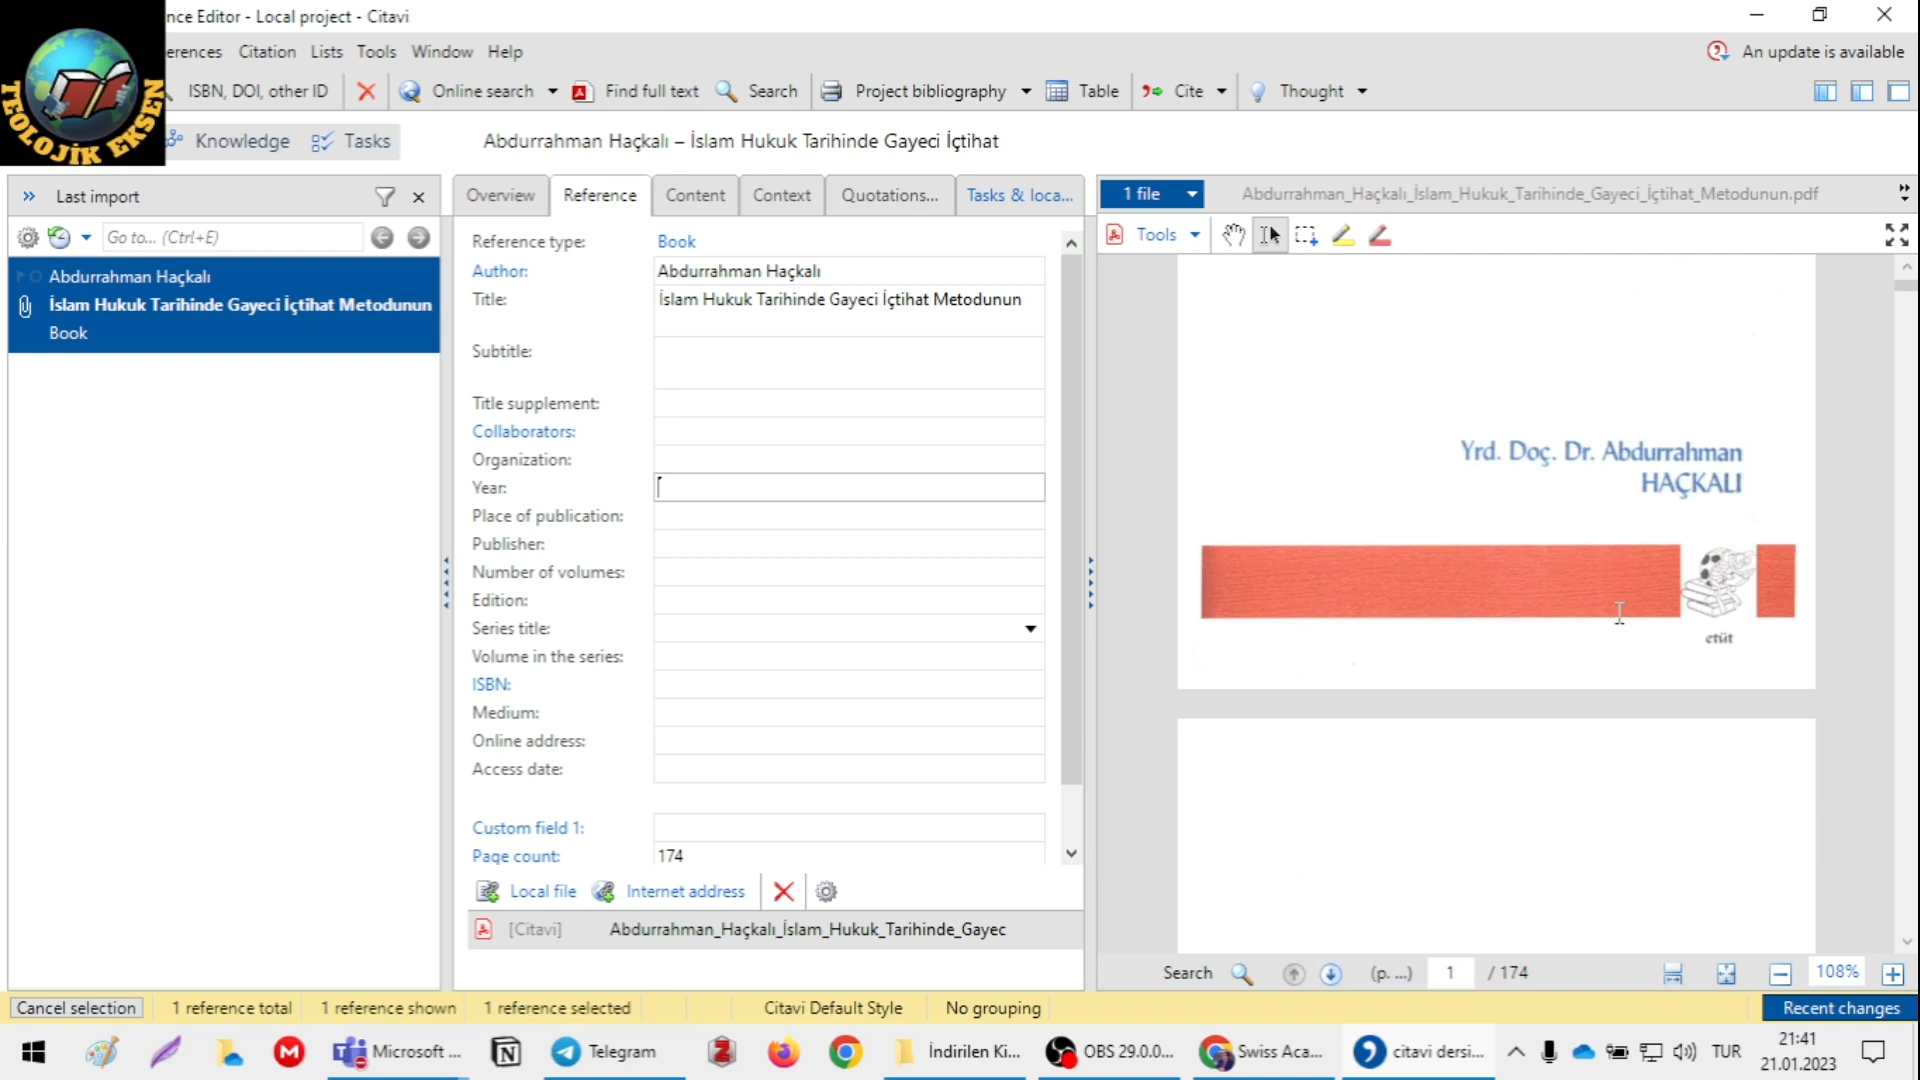 nce Editor - Local project - Citavi
erences Citation Lists Tools Window Help
An update is available
ISBN, DOI, other ID Online search Find full text Search Project bibliography Table Cite Thought
TEOLOJİK EKSEN
Knowledge Tasks
Abdurrahman Haçkalı – İslam Hukuk Tarihinde Gayeci İçtihat
Last import
Go to... (Ctrl+E)
Abdurrahman Haçkalı
İslam Hukuk Tarihinde Gayeci İçtihat Metodunun
Book
Overview Reference Content Context Quotations... Tasks & loca...
Reference type: Book
Author: Abdurrahman Haçkalı
Title: İslam Hukuk Tarihinde Gayeci İçtihat Metodunun
Subtitle:
Title supplement:
Collaborators:
Organization:
Year:
Place of publication:
Publisher:
Number of volumes:
Edition:
Series title:
Volume in the series:
ISBN:
Medium:
Online address:
Access date:
Custom field 1:
Page count: 174
Local file Internet address
[Citavi] Abdurrahman_Haçkalı_İslam_Hukuk_Tarihinde_Gayec
1 file Abdurrahman_Haçkalı_İslam_Hukuk_Tarihinde_Gayeci_İçtihat_Metodunun.pdf
Tools
Yrd. Doç. Dr. Abdurrahman
HAÇKALI
etüt
Search (p. ...) 1 / 174 108%
Cancel selection 1 reference total 1 reference shown 1 reference selected Citavi Default Style No grouping Recent changes
Microsoft ... Telegram İndirilen Ki... OBS 29.0.0... Swiss Aca... citavi dersi... TUR 21:41
21.01.2023